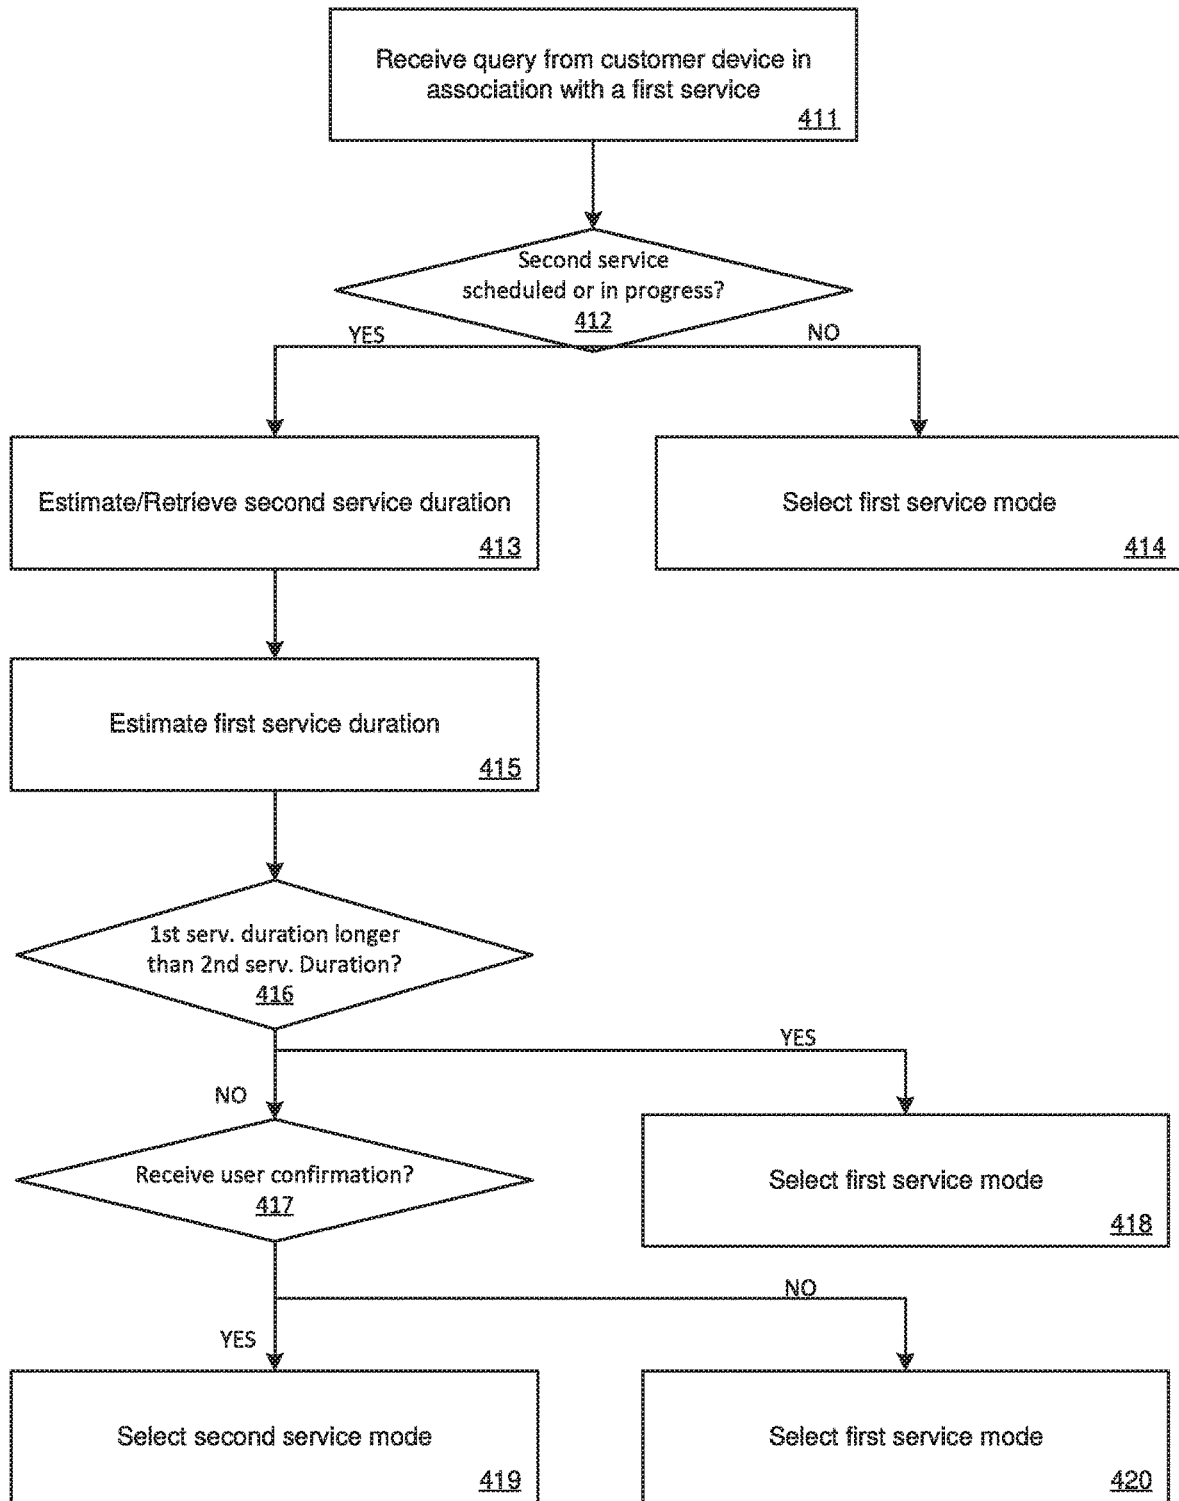 Receive query from customer device in
association with a first service
411
Second service
scheduled or in progress?
412
YES
NO
Estimate/Retrieve second service duration
413
Select first service mode
414
Estimate first service duration
415
1st serv. duration longer
than 2nd serv. Duration?
416
YES
NO
Receive user confirmation?
417
Select first service mode
418
NO
YES
Select second service mode
419
Select first service mode
420